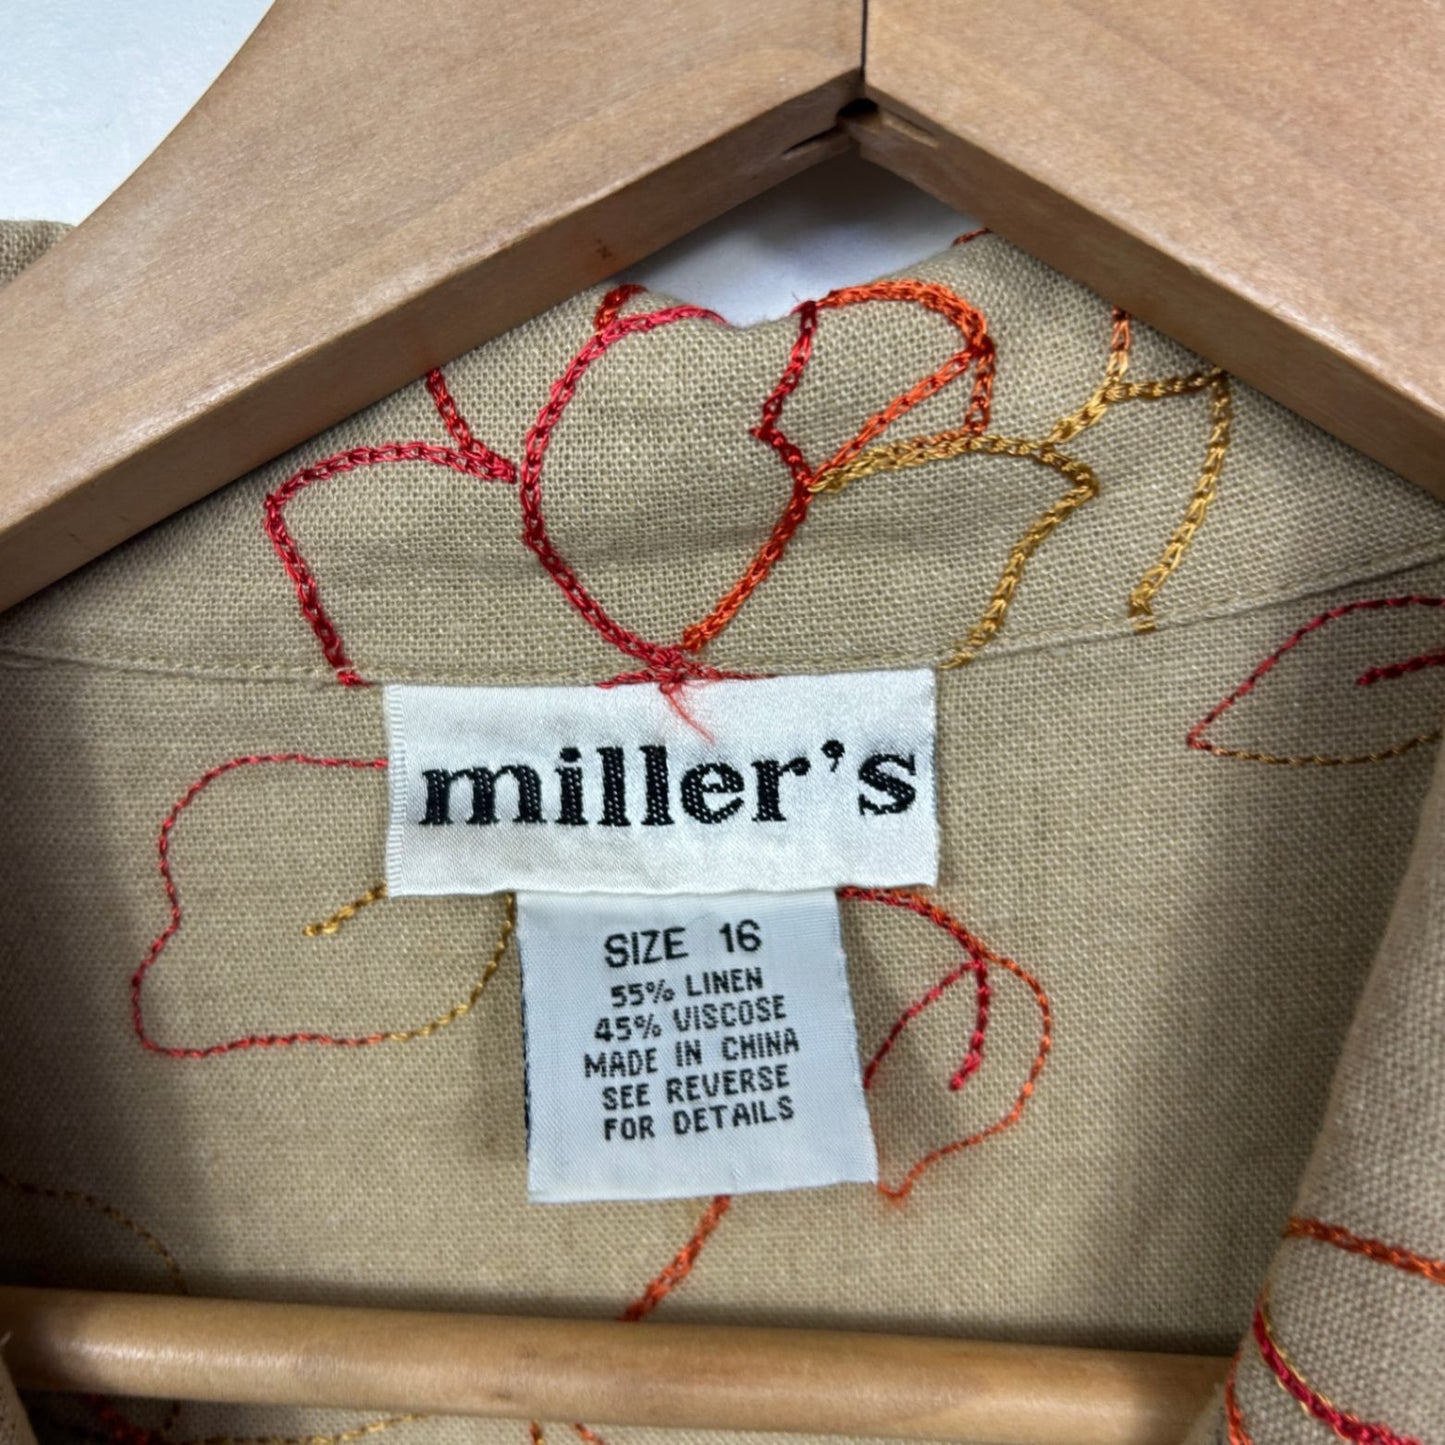 miller's
SIZE 16
55% LINEN
45% VISCOSE
MADE IN CHINA
SEE REVERSE
FOR DETAILS